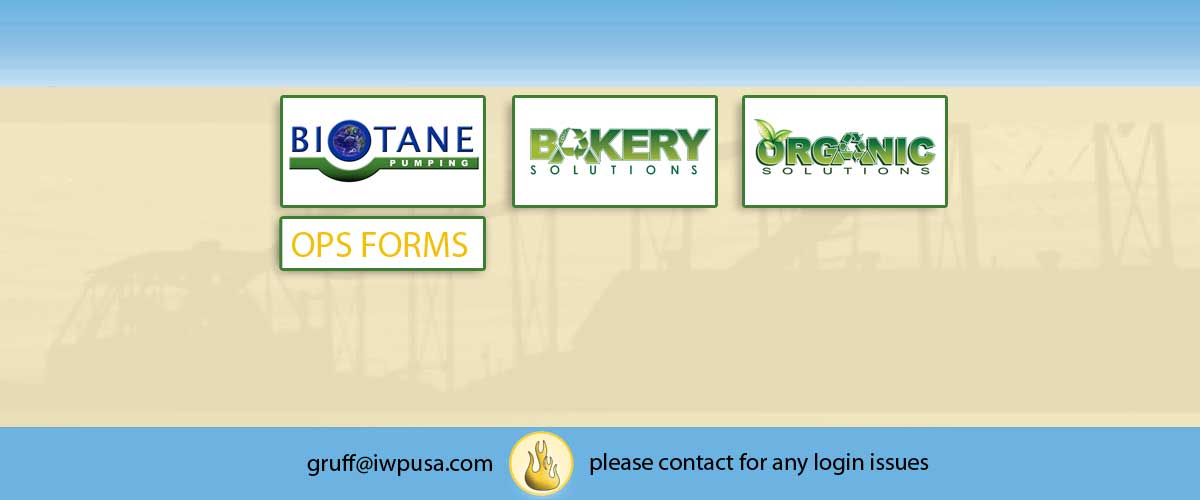 BIOTANE
PUMPING
BAKERY
SOLUTIONS
ORGANIC
SOLUTIONS
OPS FORMS
gruff@iwpusa.com
please contact for any login issues